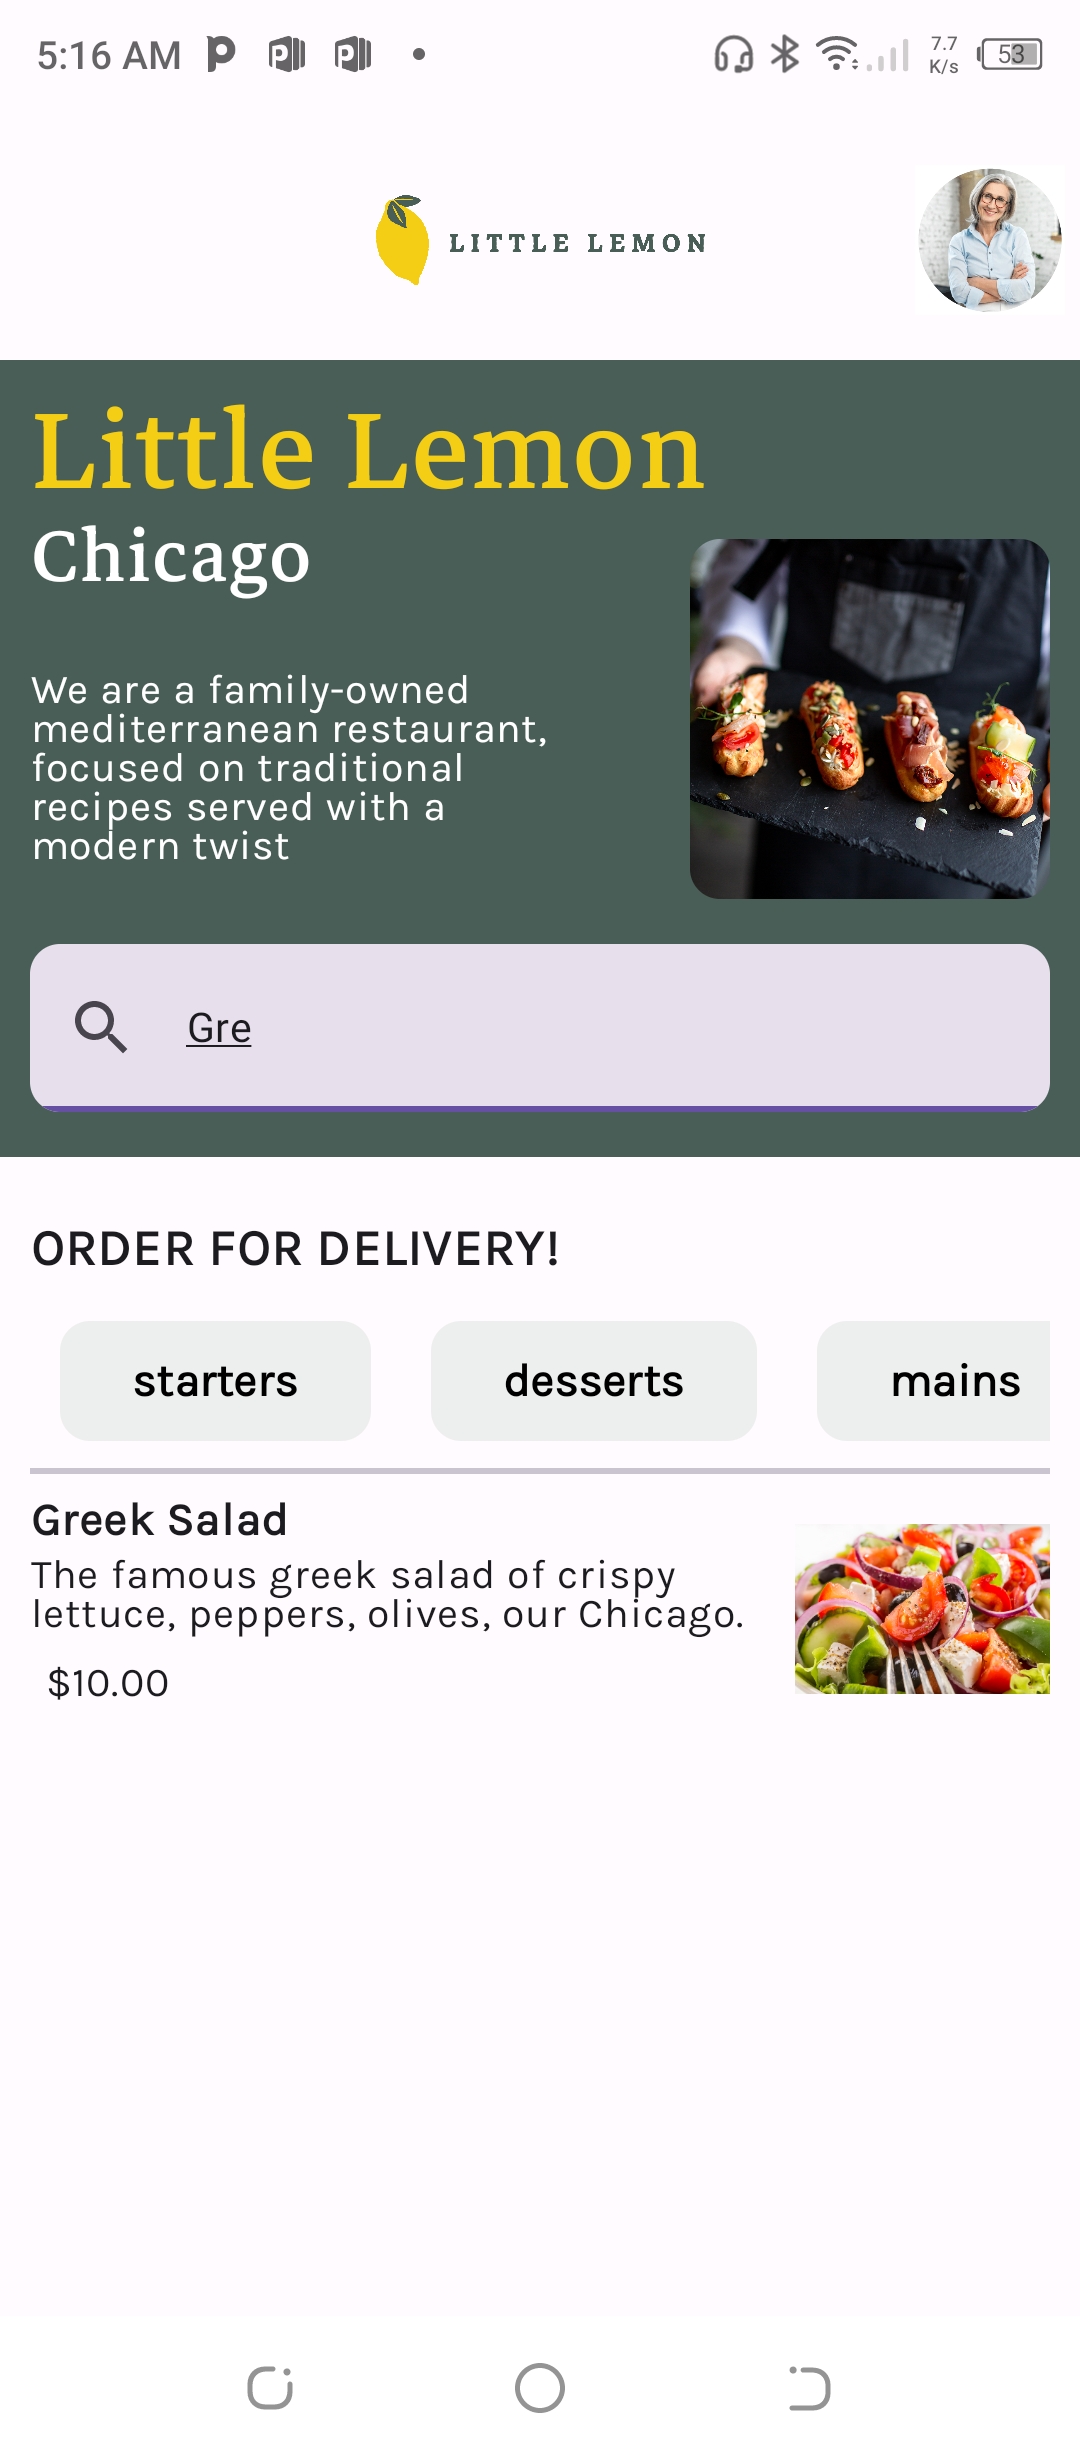 5:16 AM
7.7
K/s
53
LITTLE LEMON
Little Lemon
Chicago
We are a family-owned
mediterranean restaurant,
focused on traditional
recipes served with a
modern twist
Gre
ORDER FOR DELIVERY!
starters desserts mains
Greek Salad
The famous greek salad of crispy
lettuce, peppers, olives, our Chicago.
$10.00